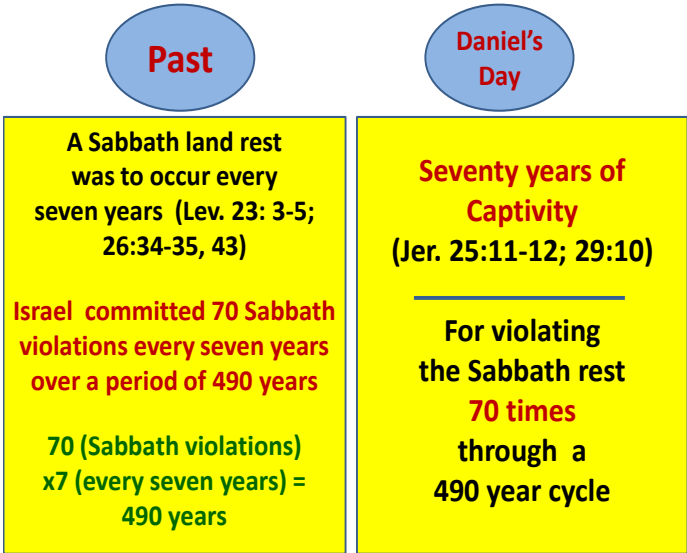 Past
A Sabbath land rest
was to occur every
seven years (Lev. 23: 3-5;
26:34-35, 43)
Israel committed 70 Sabbath
violations every seven years
over a period of 490 years
70 (Sabbath violations)
x7 (every seven years) =
490 years
Daniel's
Day
Seventy years of
Captivity
(Jer. 25:11-12; 29:10)
For violating
the Sabbath rest
70 times
through a
490 year cycle